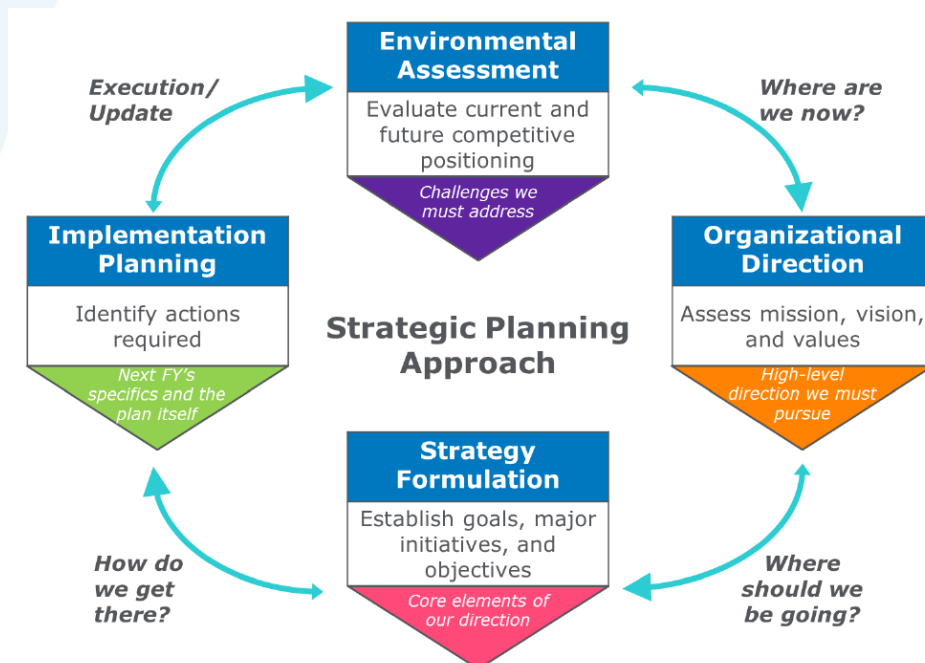 Environmental
Assessment
Evaluate current and
future competitive
positioning
Challenges we
must address
Execution/
Update
Where are
we now?
Implementation
Planning
Identify actions
required
Next FY's
specifics and the
plan itself
Strategic Planning
Approach
Organizational
Direction
Assess mission, vision,
and values
High-level
direction we must
pursue
Strategy
Formulation
Establish goals, major
initiatives, and
objectives
Core elements of
our direction
How do
we get
there?
Where
should we
be going?